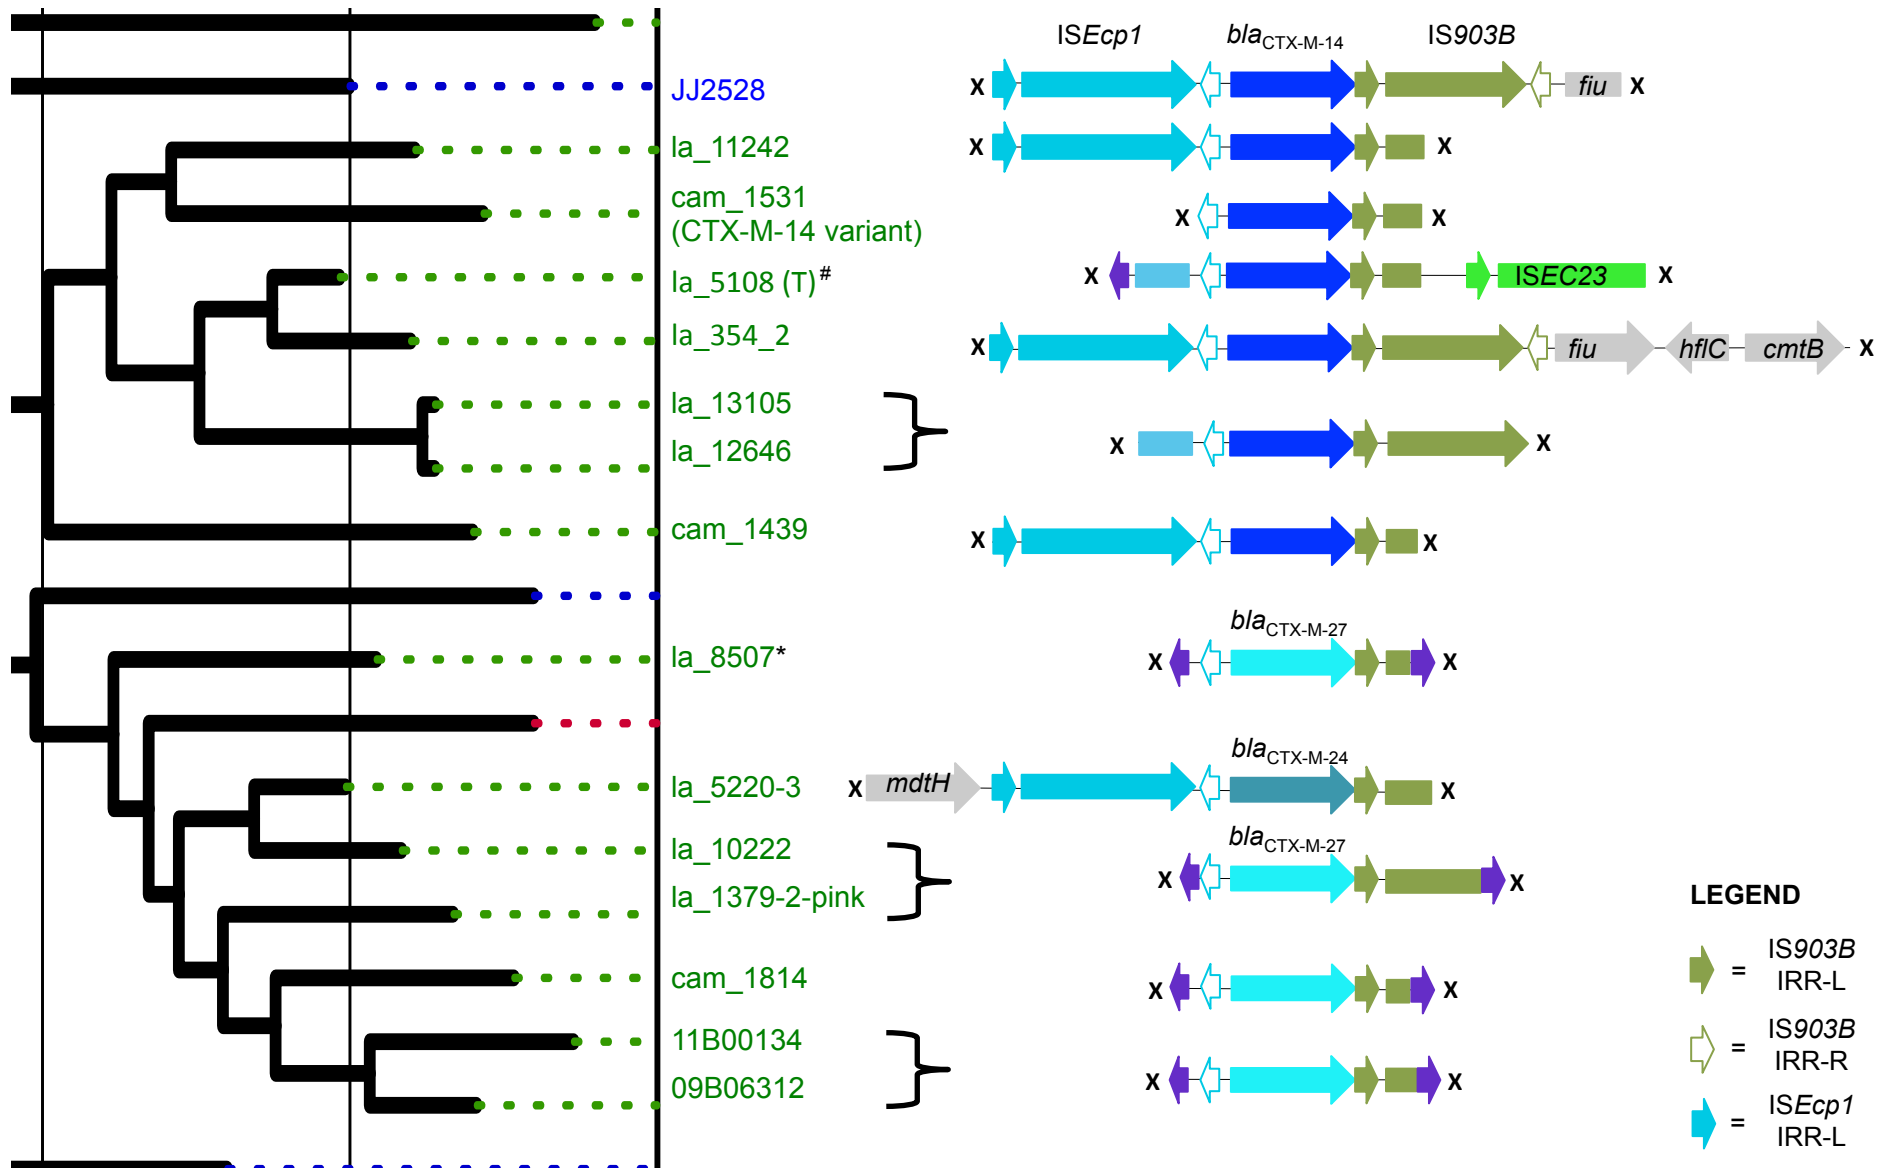 ISEcp1 blaCTX-M-14 IS903B
JJ2528 X fiu X
la_11242 X X
cam_1531
(CTX-M-14 variant) X X
la_5108 (T)# X ISEC23 X
la_354_2 X fiu hflC cmtB X
la_13105
la_12646 X X
cam_1439 X X
blaCTX-M-27
la_8507* X X
blaCTX-M-24
la_5220-3 X mdtH X
blaCTX-M-27
la_10222
la_1379-2-pink X X
cam_1814 X X
11B00134
09B06312 X X
LEGEND
= IS903B
IRR-L
= IS903B
IRR-R
= ISEcp1
IRR-L